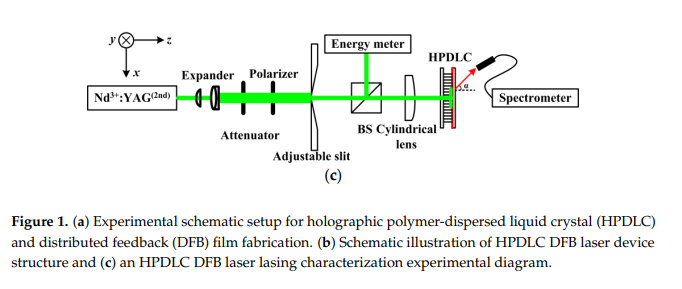 y z
x
Energy meter
HPDLC
Expander Polarizer
Nd³⁺:YAG⁽²ⁿᵈ⁾
α
Spectrometer
Attenuator
BS Cylindrical
lens
Adjustable slit
(c)
Figure 1. (a) Experimental schematic setup for holographic polymer-dispersed liquid crystal (HPDLC)
and distributed feedback (DFB) film fabrication. (b) Schematic illustration of HPDLC DFB laser device
structure and (c) an HPDLC DFB laser lasing characterization experimental diagram.